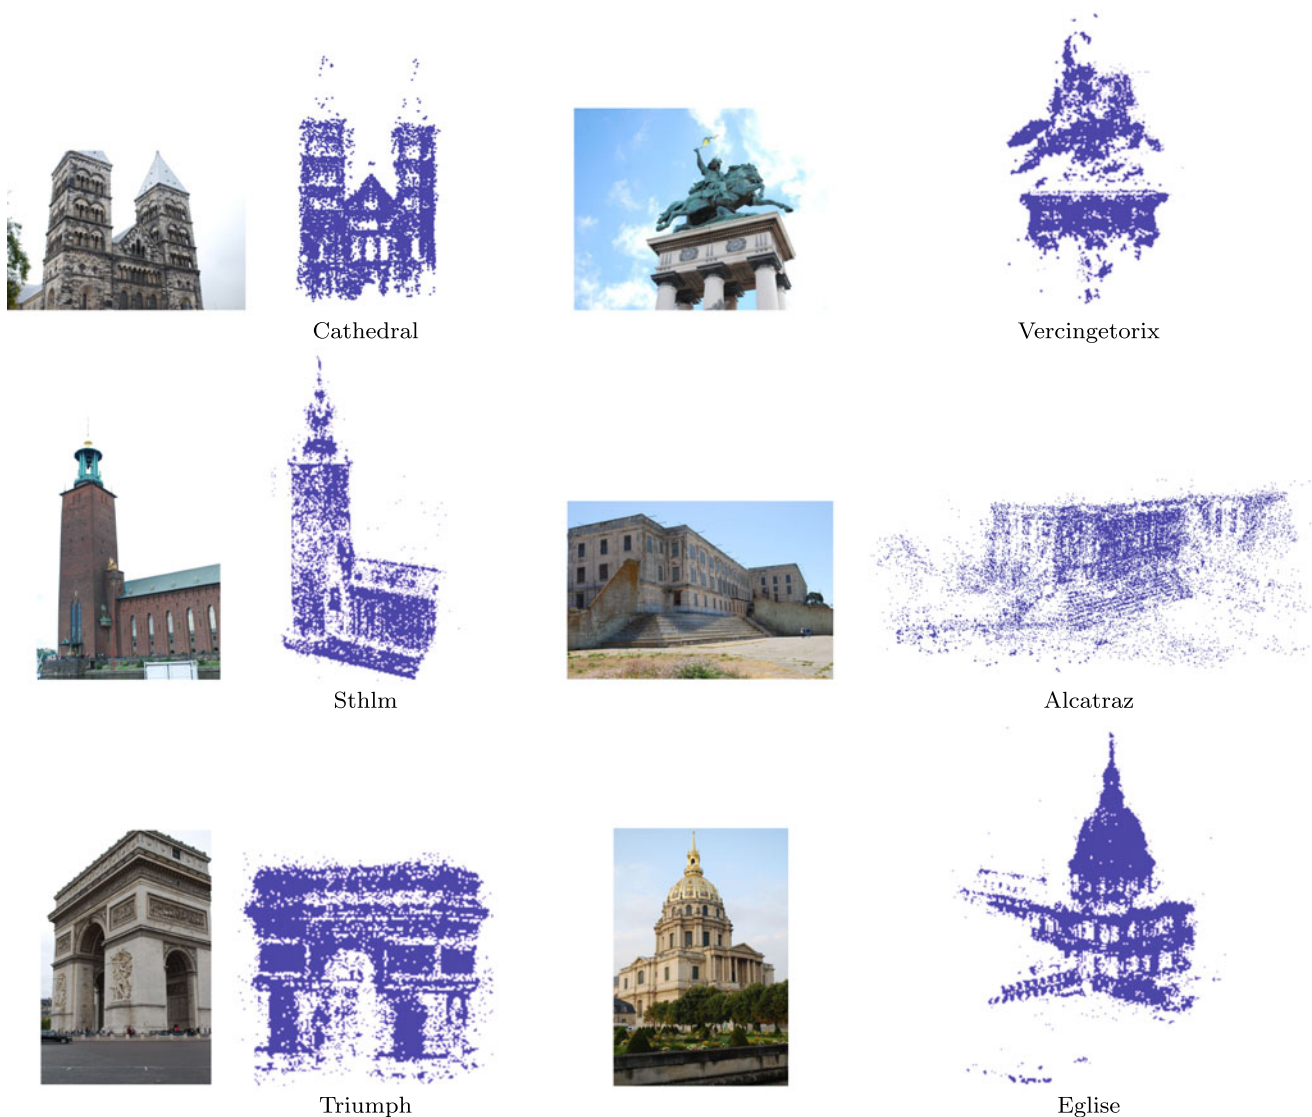 Cathedral
Vercingetorix
Sthlm
Alcatraz
Triumph
Eglise